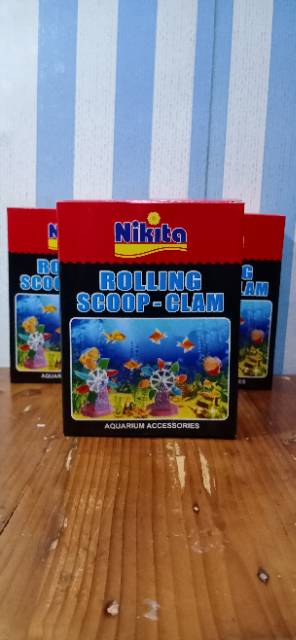 Nikita
ROLLING
SCOOP - CLAM
AQUARIUM ACCESSORIES